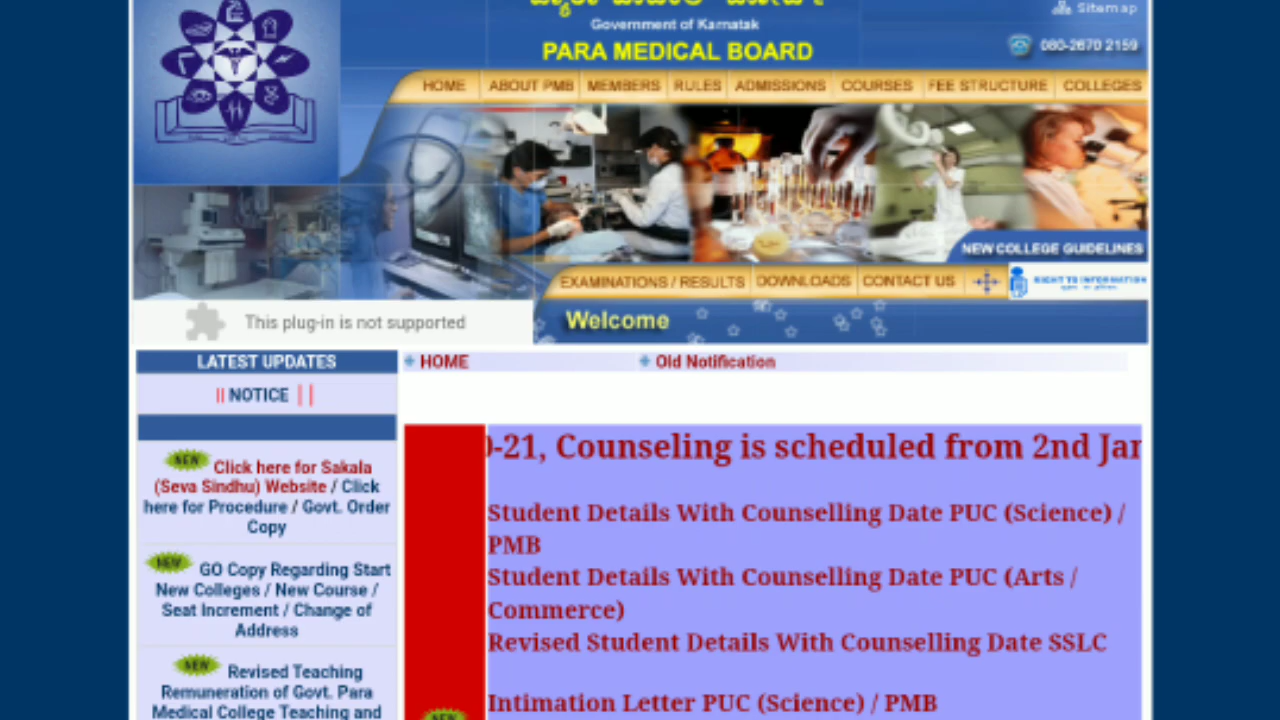 Sitemap
Government of Karnatak
080-2670 2159
PARA MEDICAL BOARD
HOME ABOUT PMB MEMBERS RULES ADMISSIONS COURSES FEE STRUCTURE COLLEGES
NEW COLLEGE GUIDELINES
EXAMINATIONS / RESULTS DOWNLOADS CONTACT US RIGHT TO INFORMATION
This plug-in is not supported
Welcome
LATEST UPDATES
HOME Old Notification
|| NOTICE ||
NEW Click here for Sakala
(Seva Sindhu) Website / Click
here for Procedure / Govt. Order
Copy
NEW GO Copy Regarding Start
New Colleges / New Course /
Seat Increment / Change of
Address
NEW Revised Teaching
Remuneration of Govt. Para
Medical College Teaching and
-21, Counseling is scheduled from 2nd Jan
Student Details With Counselling Date PUC (Science) /
PMB
Student Details With Counselling Date PUC (Arts /
Commerce)
Revised Student Details With Counselling Date SSLC
Intimation Letter PUC (Science) / PMB
NEW